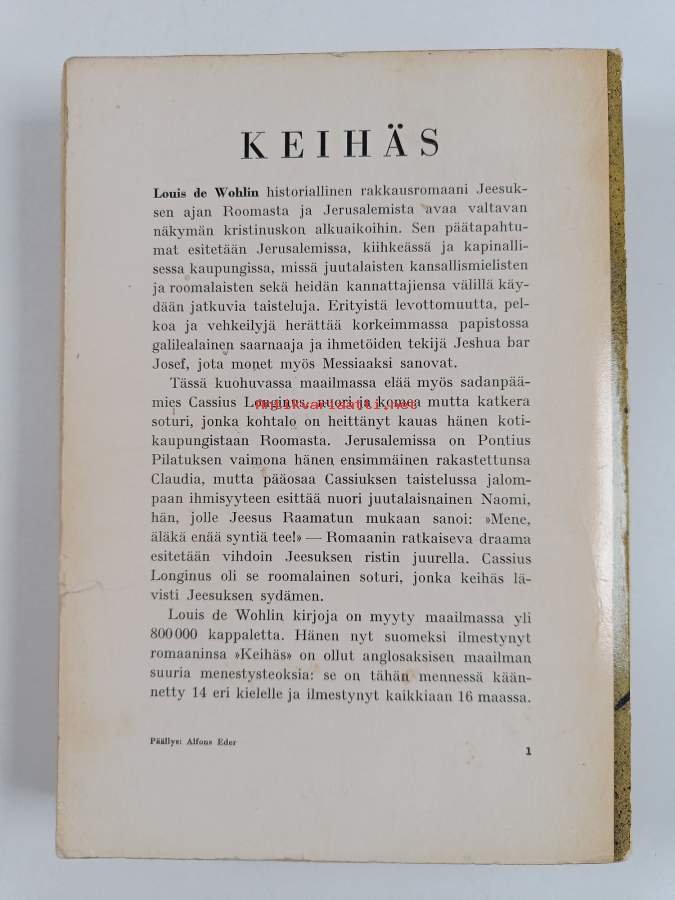 KEIHÄS
Louis de Wohlin historiallinen rakkausromaani Jeesuk-
sen ajan Roomasta ja Jerusalemista avaa valtavan
näkymän kristinuskon alkuaikoihin. Sen päätapahtu-
mat esitetään Jerusalemissa, kiihkeässä ja kapinalli-
sessa kaupungissa, missä juutalaisten kansallismielisten
ja roomalaisten sekä heidän kannattajiensa välillä käy-
dään jatkuvia taisteluja. Erityistä levottomuutta, pel-
koa ja vehkeilyjä herättää korkeimmassa papistossa
galilealainen saarnaaja ja ihmetöiden tekijä Jeshua bar
Josef, jota monet myös Messiaaksi sanovat.
Tässä kuohuvassa maailmassa elää myös sadanpää-
mies Cassius Longinus, nuori ja komea mutta katkera
Antikvariaatti.net
soturi, jonka kohtalo on heittänyt kauas hänen koti-
kaupungistaan Roomasta. Jerusalemissa on Pontius
Pilatuksen vaimona hänen ensimmäinen rakastettunsa
Claudia, mutta pääosaa Cassiuksen taistelussa jalom-
paan ihmisyyteen esittää nuori juutalaisnainen Naomi,
hän, jolle Jeesus Raamatun mukaan sanoi: »Mene,
äläkä enää syntiä tee!» — Romaanin ratkaiseva draama
esitetään vihdoin Jeesuksen ristin juurella. Cassius
Longinus oli se roomalainen soturi, jonka keihäs lä-
visti Jeesuksen sydämen.
Louis de Wohlin kirjoja on myyty maailmassa yli
800 000 kappaletta. Hänen nyt suomeksi ilmestynyt
romaaninsa »Keihäs» on ollut anglosaksisen maailman
suuria menestysteoksia: se on tähän mennessä kään-
netty 14 eri kielelle ja ilmestynyt kaikkiaan 16 maassa.
Päällys: Alfons Eder
1